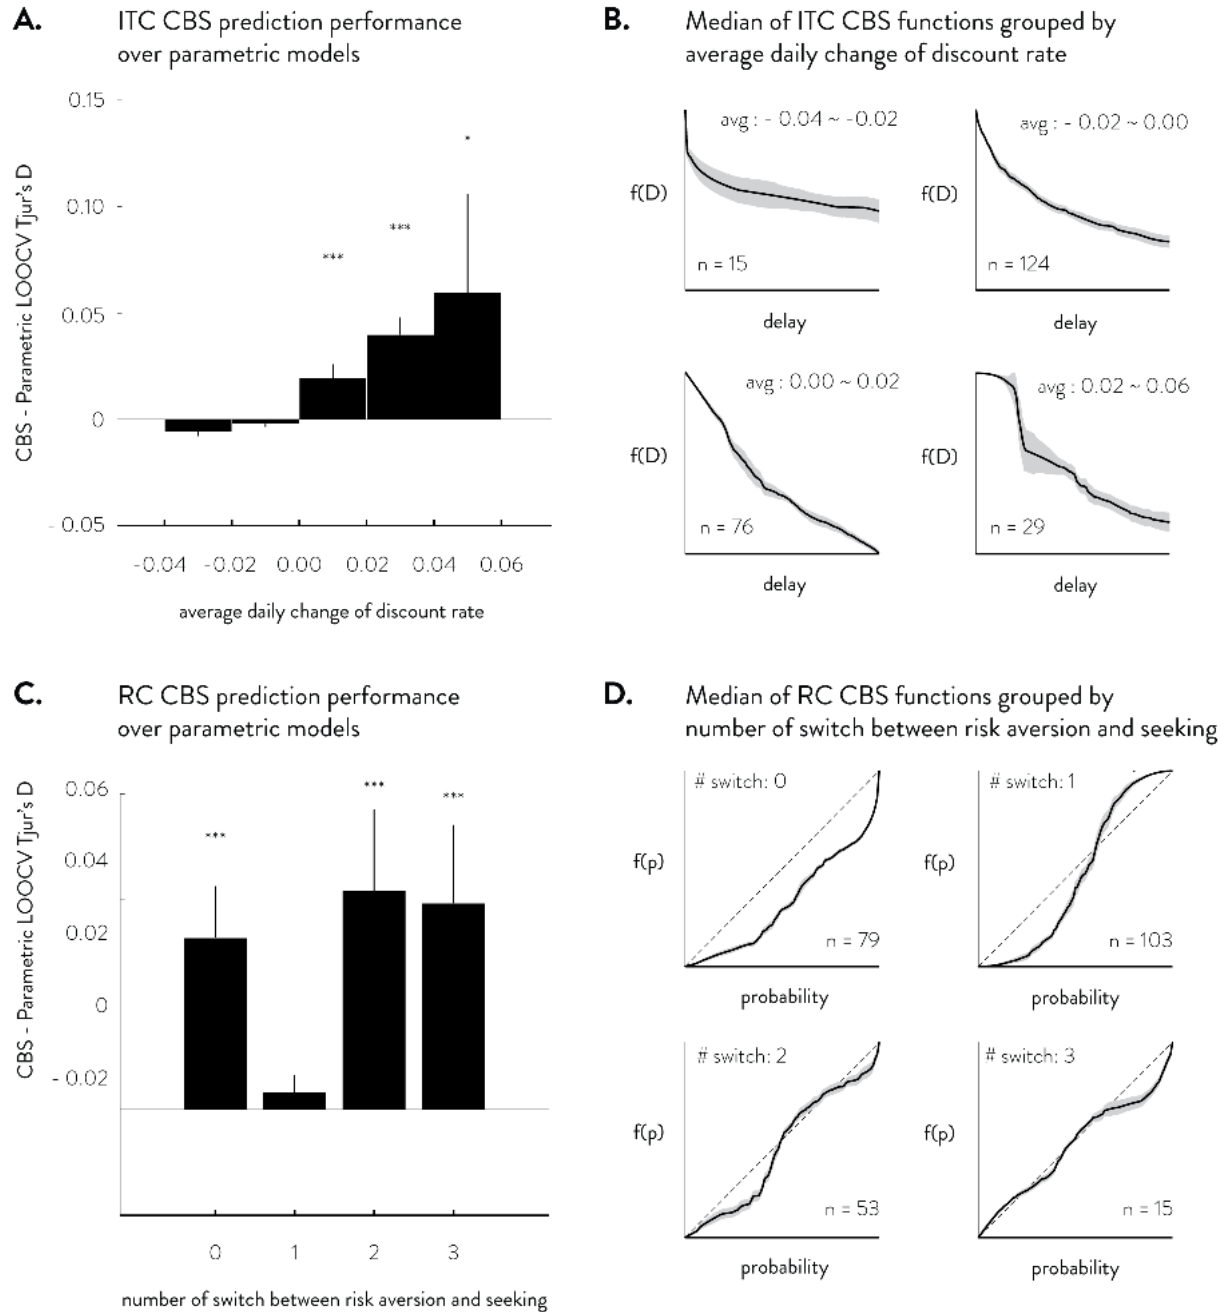 A.
ITC CBS prediction performance
over parametric models
CBS - Parametric LOOCV Tjur's D
0.15
0.10
0.05
0
- 0.05
*
***
***
-0.04 -0.02 0.00 0.02 0.04 0.06
average daily change of discount rate
B.
Median of ITC CBS functions grouped by
average daily change of discount rate
avg : - 0.04 ~ -0.02
f(D)
n = 15
delay
avg : - 0.02 ~ 0.00
f(D)
n = 124
delay
avg : 0.00 ~ 0.02
f(D)
n = 76
delay
avg : 0.02 ~ 0.06
f(D)
n = 29
delay
C.
RC CBS prediction performance
over parametric models
CBS - Parametric LOOCV Tjur's D
0.06
0.04
0.02
0
- 0.02
***
***
***
0 1 2 3
number of switch between risk aversion and seeking
D.
Median of RC CBS functions grouped by
number of switch between risk aversion and seeking
# switch: 0
f(p)
n = 79
probability
# switch: 1
f(p)
n = 103
probability
# switch: 2
f(p)
n = 53
probability
# switch: 3
f(p)
n = 15
probability